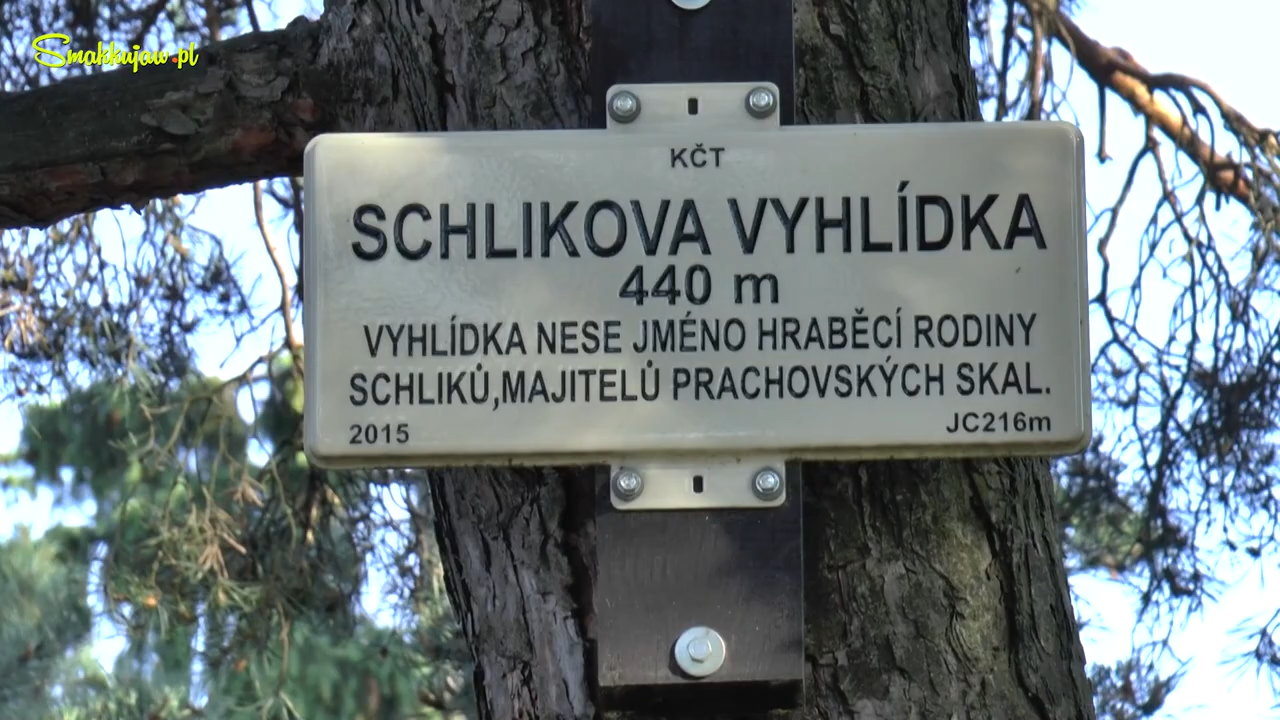 Smakkujaw.pl
KČT
SCHLIKOVA VYHLÍDKA
440 m
VYHLÍDKA NESE JMÉNO HRABĚCÍ RODINY
SCHLIKŮ,MAJITELŮ PRACHOVSKÝCH SKAL.
2015 JC216m